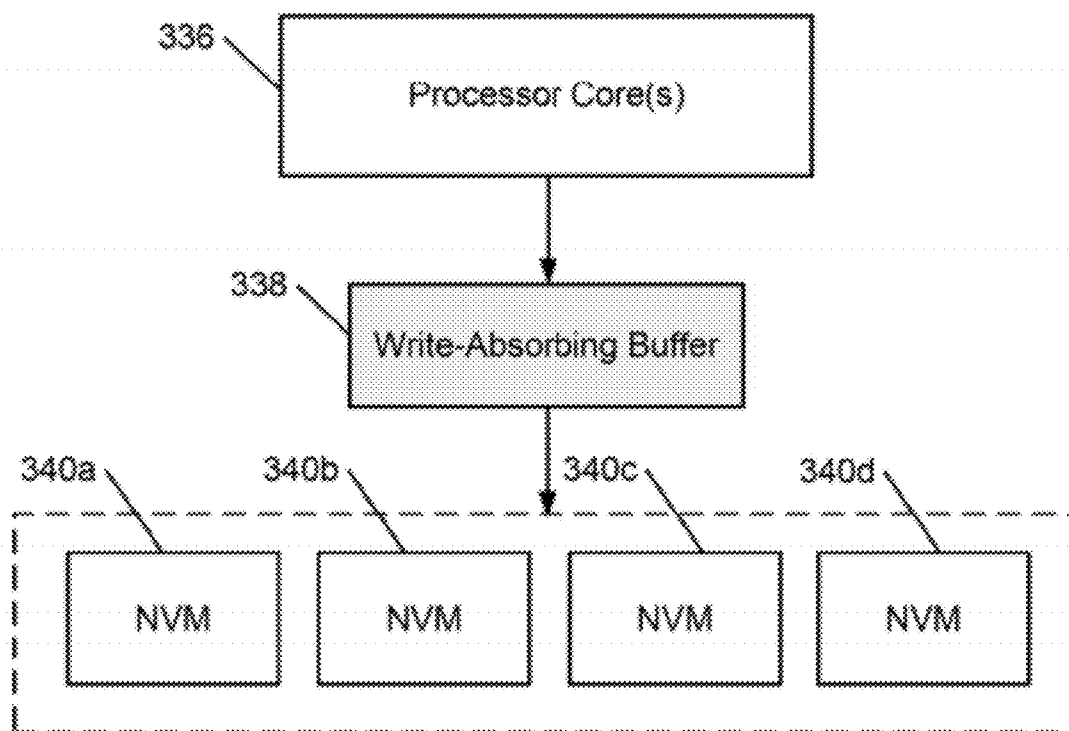 336
Processor Core(s)
338
Write-Absorbing Buffer
340a 340b 340c 340d
NVM NVM NVM NVM